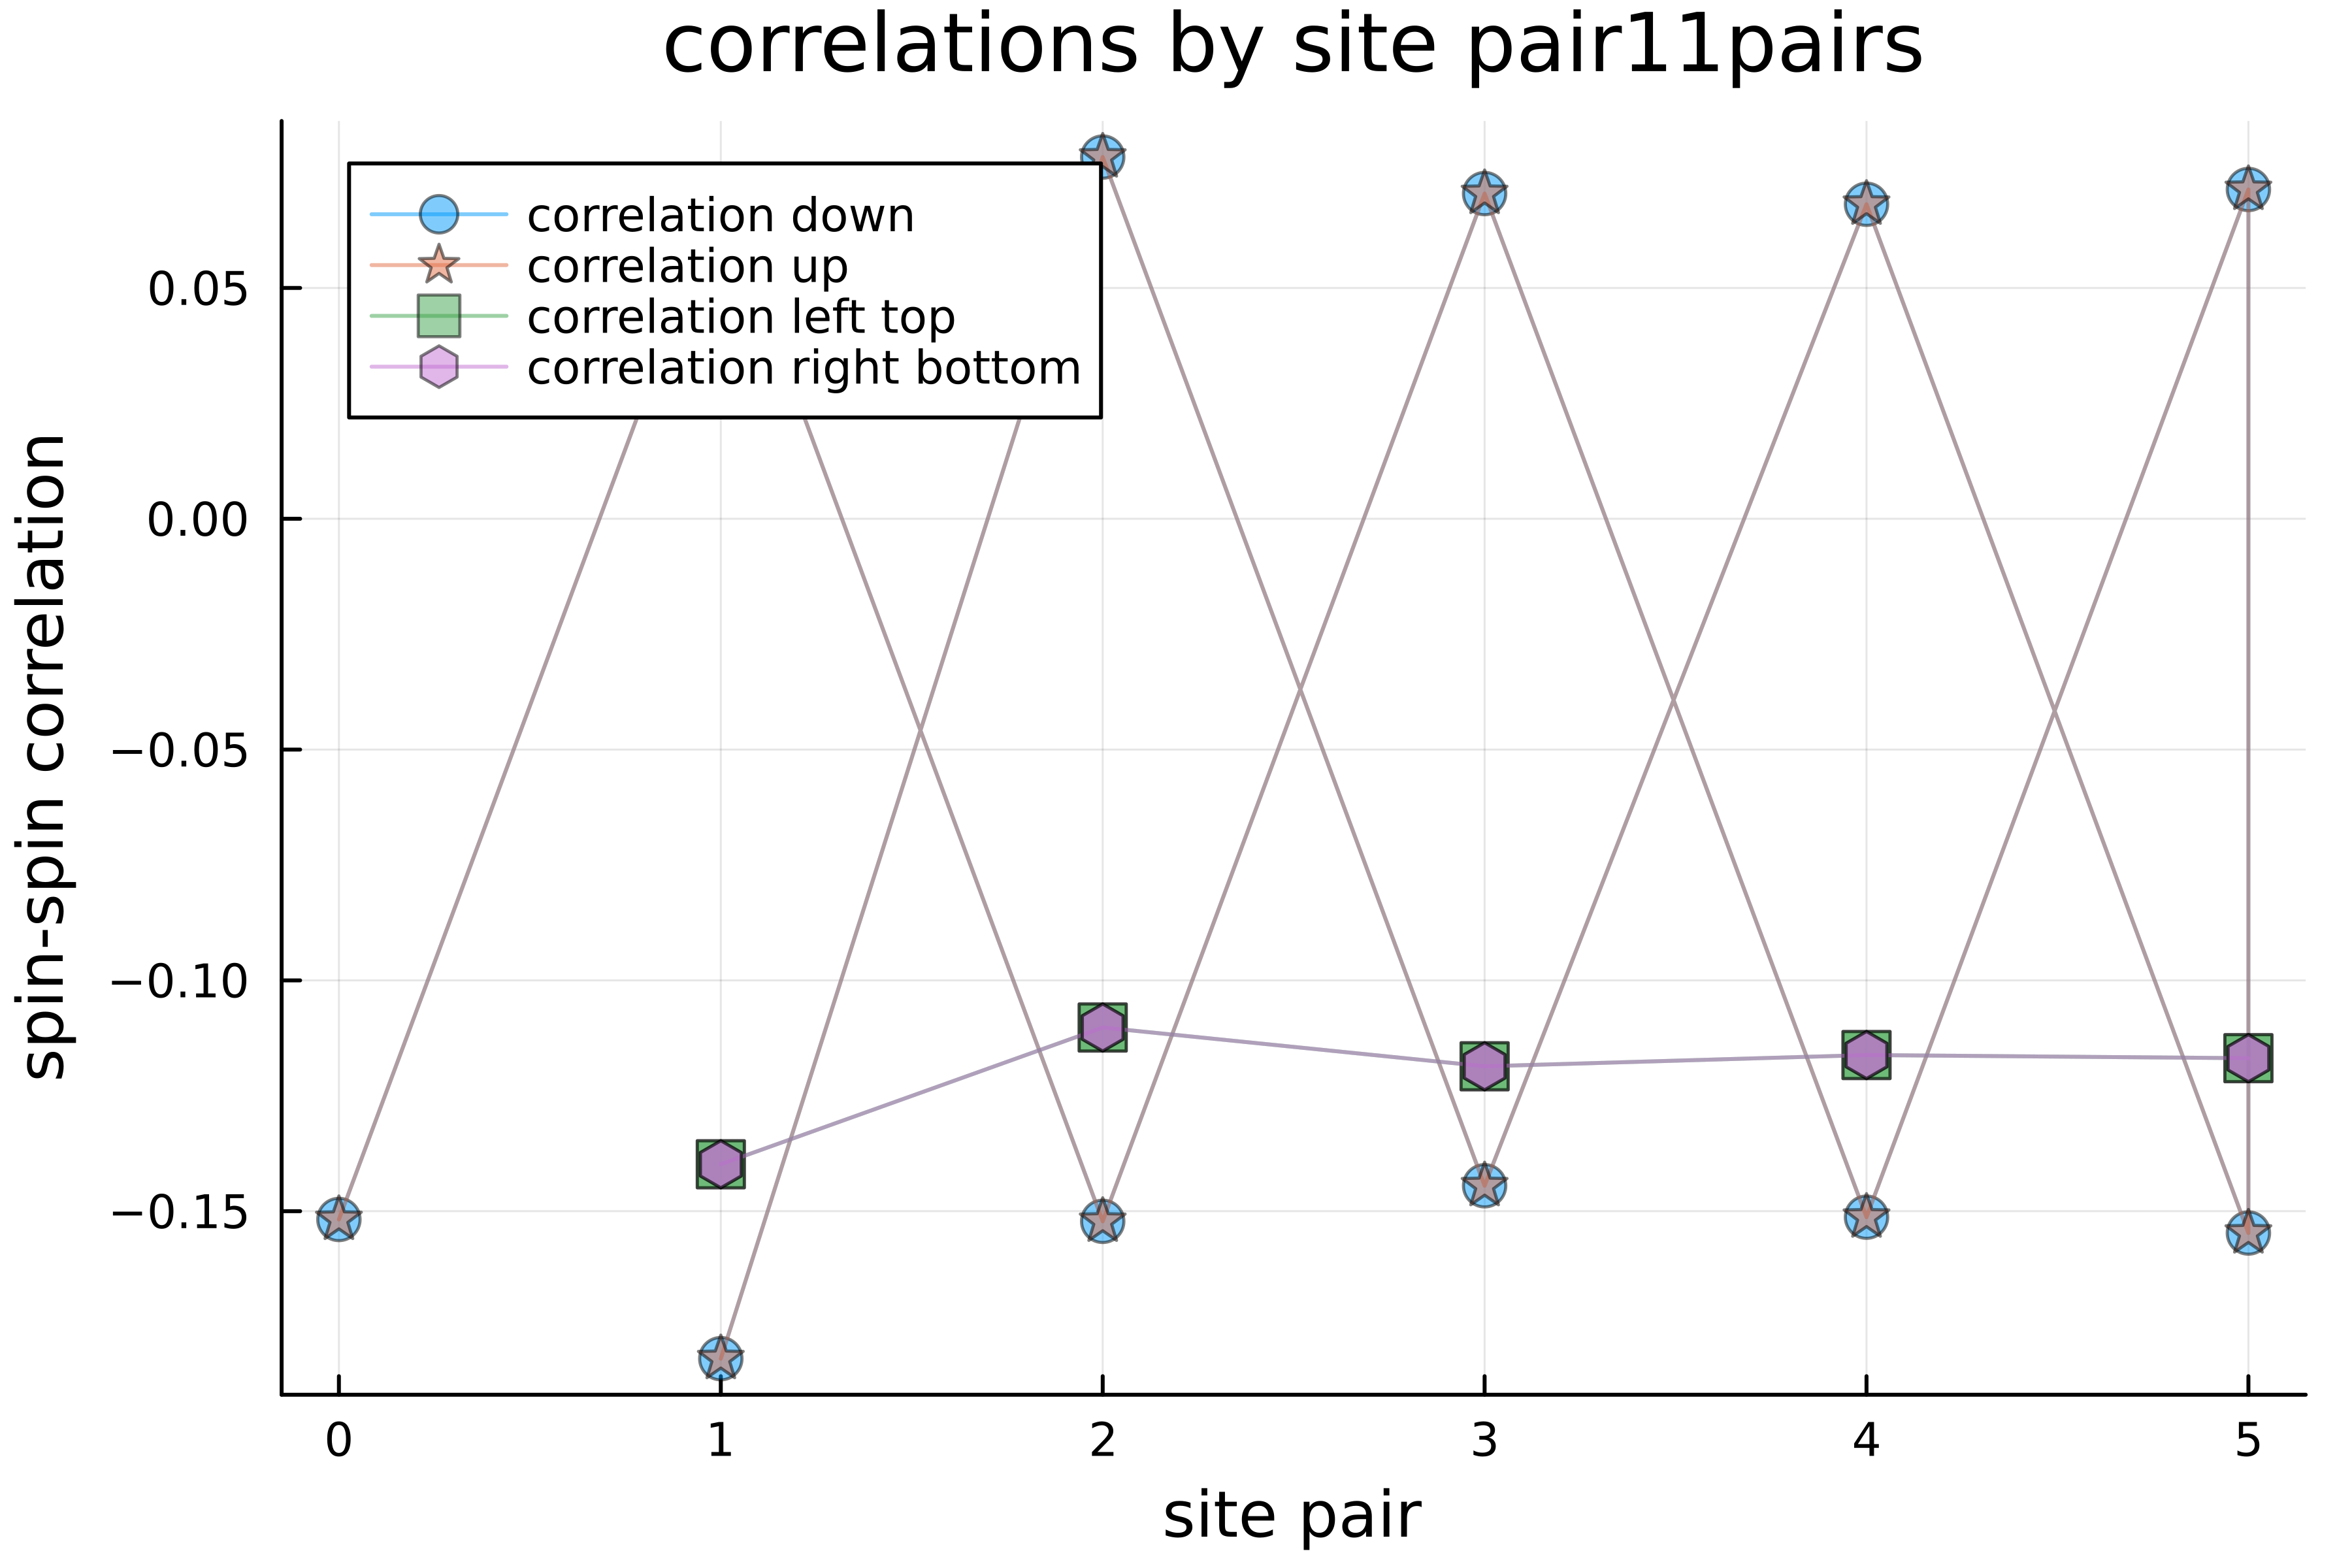 correlations by site pair11pairs
correlation down
correlation up
correlation left top
correlation right bottom
spin-spin correlation
0.05
0.00
−0.05
−0.10
−0.15
0 1 2 3 4 5
site pair